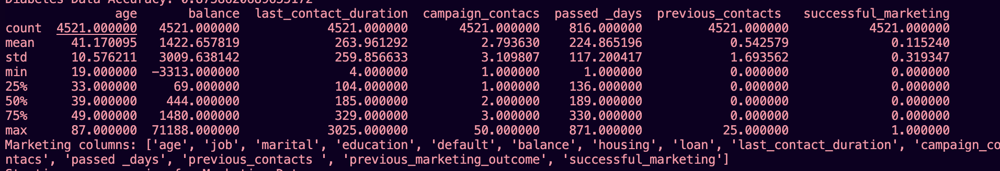 Diabetes Data Accuracy: 0.8758620689655172
age balance last_contact_duration campaign_contacs passed _days previous_contacts successful_marketing
count 4521.000000 4521.000000 4521.000000 4521.000000 816.000000 4521.000000 4521.000000
mean 41.170095 1422.657819 263.961292 2.793630 224.865196 0.542579 0.115240
std 10.576211 3009.638142 259.856633 3.109807 117.200417 1.693562 0.319347
min 19.000000 −3313.000000 4.000000 1.000000 1.000000 0.000000 0.000000
25% 33.000000 69.000000 104.000000 1.000000 136.000000 0.000000 0.000000
50% 39.000000 444.000000 185.000000 2.000000 189.000000 0.000000 0.000000
75% 49.000000 1480.000000 329.000000 3.000000 330.000000 0.000000 0.000000
max 87.000000 71188.000000 3025.000000 50.000000 871.000000 25.000000 1.000000
Marketing columns: ['age', 'job', 'marital', 'education', 'default', 'balance', 'housing', 'loan', 'last_contact_duration', 'campaign_co
ntacs', 'passed _days', 'previous_contacts ', 'previous_marketing_outcome', 'successful_marketing']